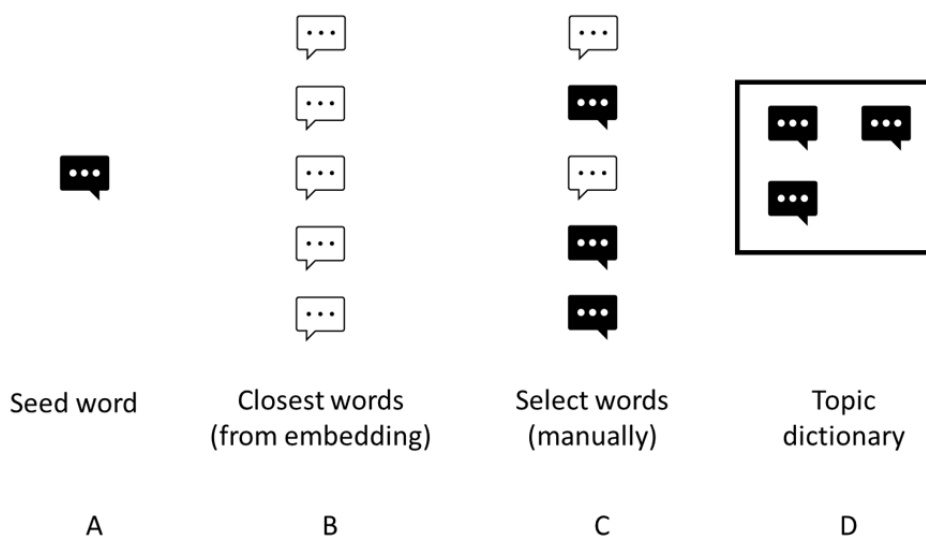 Seed word
Closest words
(from embedding)
Select words
(manually)
Topic
dictionary
A
B
C
D